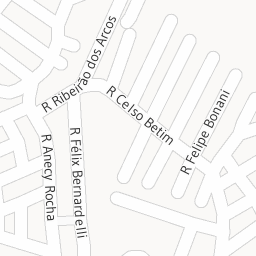 R Ribeirão dos Arcos
R Celso Betim
R Felipe Bonani
R Félix Bernardelli
R Anecy Rocha